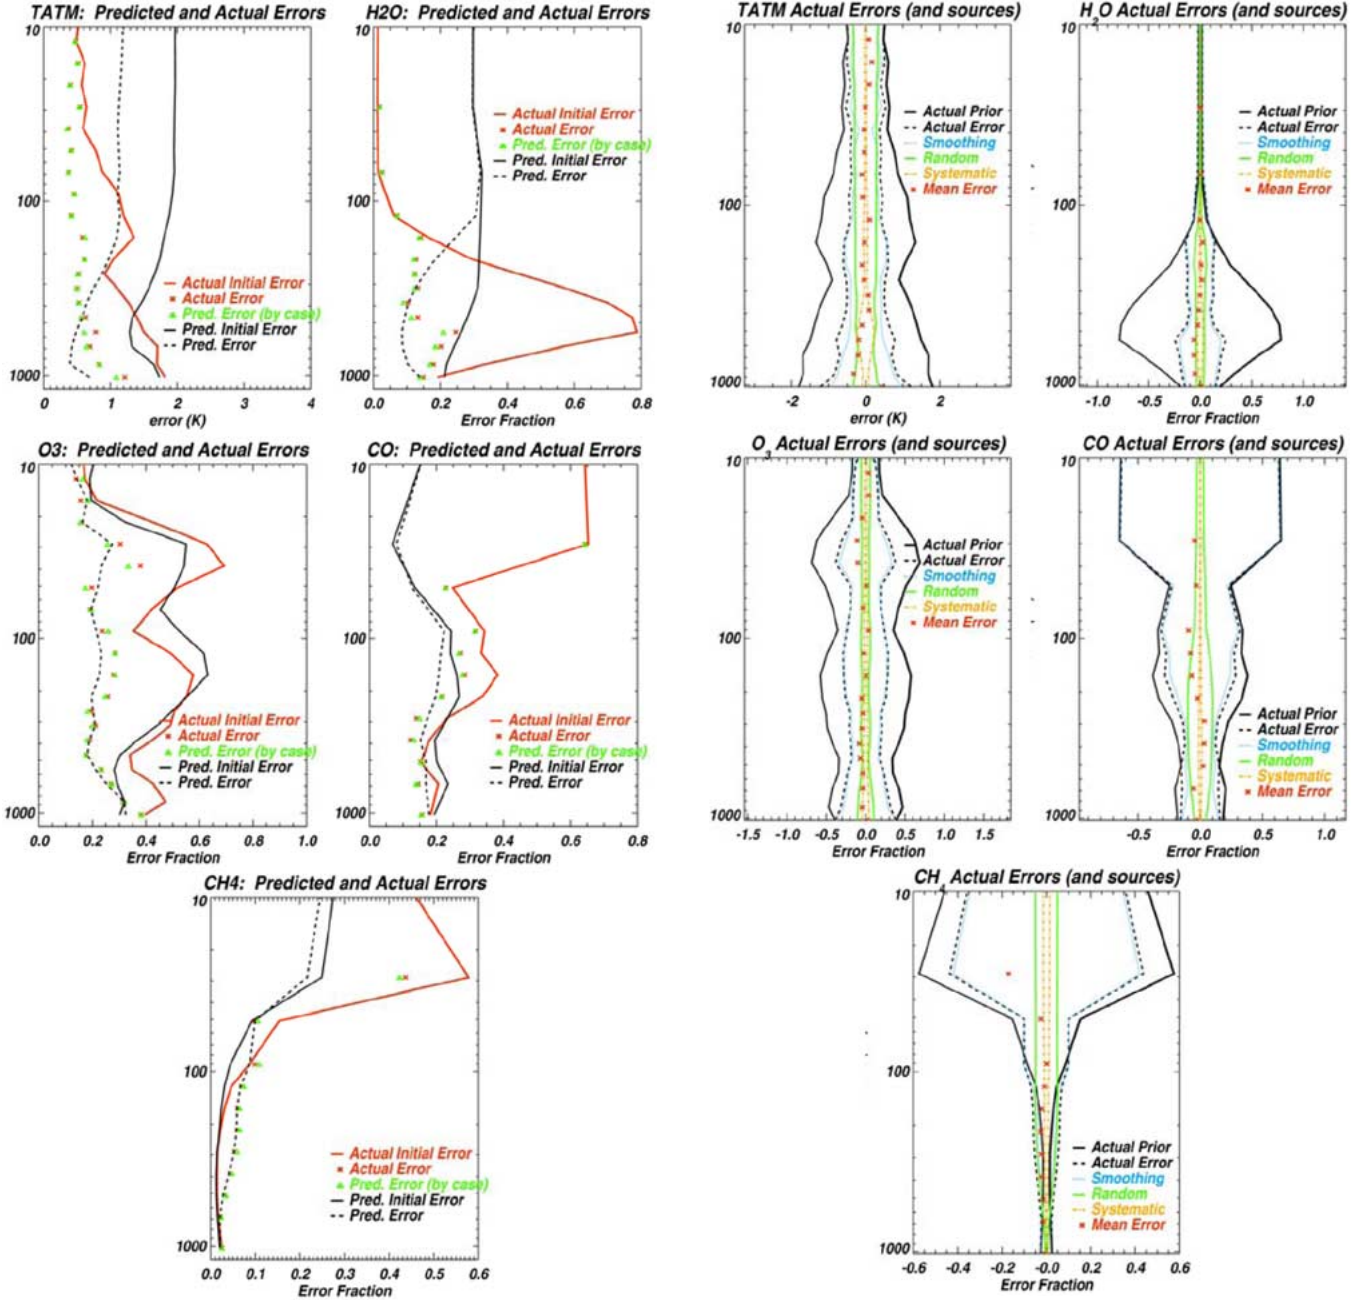 TATM: Predicted and Actual Errors
10
100
1000
Actual Initial Error
Actual Error
Pred. Error (by case)
Pred. Initial Error
Pred. Error
0 1 2 3 4
error (K)
H2O: Predicted and Actual Error
10
100
1000
Actual Initial Error
Actual Error
Pred. Error (by case)
Pred. Initial Error
Pred. Error
0.0 0.2 0.4 0.6 0.8
Error Fraction
TATM Actual Errors (and sources)
10
100
1000
Actual Prior
Actual Error
Smoothing
Random
Systematic
Mean Error
-2 0 2
error (K)
H2O Actual Errors (and sources)
10
100
1000
Actual Prior
Actual Error
Smoothing
Random
Systematic
Mean Error
-1.0 -0.5 0.0 0.5 1.0
Error Fraction
O3: Predicted and Actual Errors
10
100
1000
Actual Initial Error
Actual Error
Pred. Error (by case)
Pred. Initial Error
Pred. Error
0.0 0.2 0.4 0.6 0.8 1.0
Error Fraction
CO: Predicted and Actual Errors
10
100
1000
Actual Initial Error
Actual Error
Pred. Error (by case)
Pred. Initial Error
Pred. Error
0.0 0.2 0.4 0.6 0.8
Error Fraction
O3 Actual Errors (and sources)
10
100
1000
Actual Prior
Actual Error
Smoothing
Random
Systematic
Mean Error
-1.5 -1.0 -0.5 0.0 0.5 1.0 1.5
Error Fraction
CO Actual Errors (and sources)
10
100
1000
Actual Prior
Actual Error
Smoothing
Random
Systematic
Mean Error
-0.5 0.0 0.5 1.0
Error Fraction
CH4: Predicted and Actual Errors
10
100
1000
Actual Initial Error
Actual Error
Pred. Error (by case)
Pred. Initial Error
Pred. Error
0.0 0.1 0.2 0.3 0.4 0.5 0.6
Error Fraction
CH4 Actual Errors (and sources)
10
100
1000
Actual Prior
Actual Error
Smoothing
Random
Systematic
Mean Error
-0.6 -0.4 -0.2 -0.0 0.2 0.4 0.6
Error Fraction